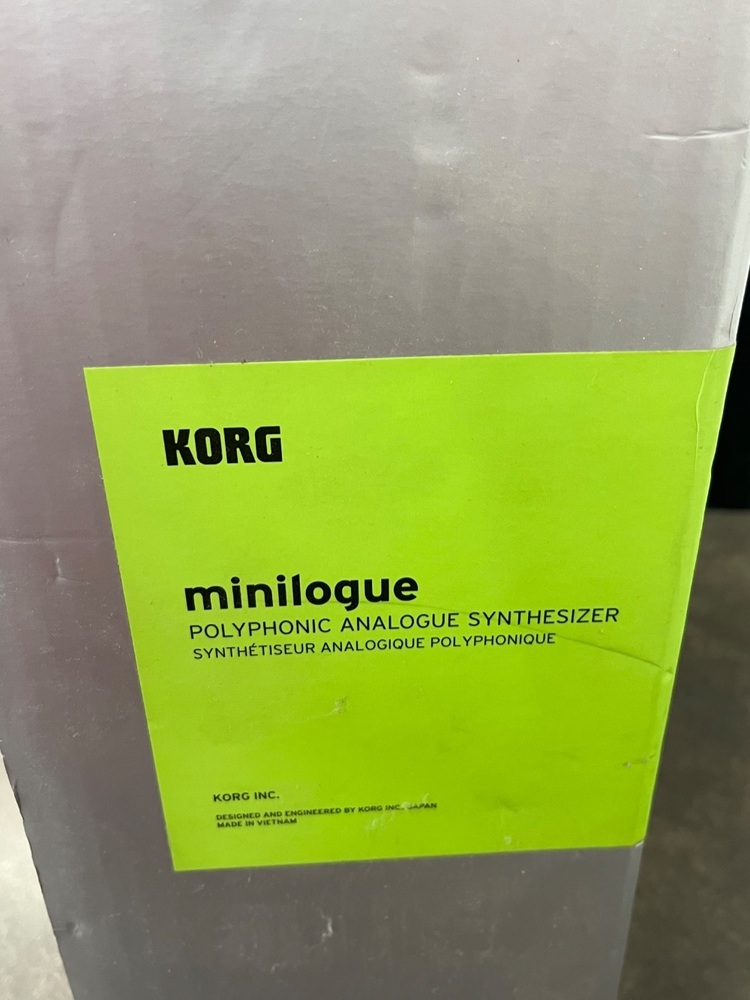 KORG
minilogue
POLYPHONIC ANALOGUE SYNTHESIZER
SYNTHÉTISEUR ANALOGIQUE POLYPHONIQUE
KORG INC.
DESIGNED AND ENGINEERED BY KORG INC. JAPAN
MADE IN VIETNAM